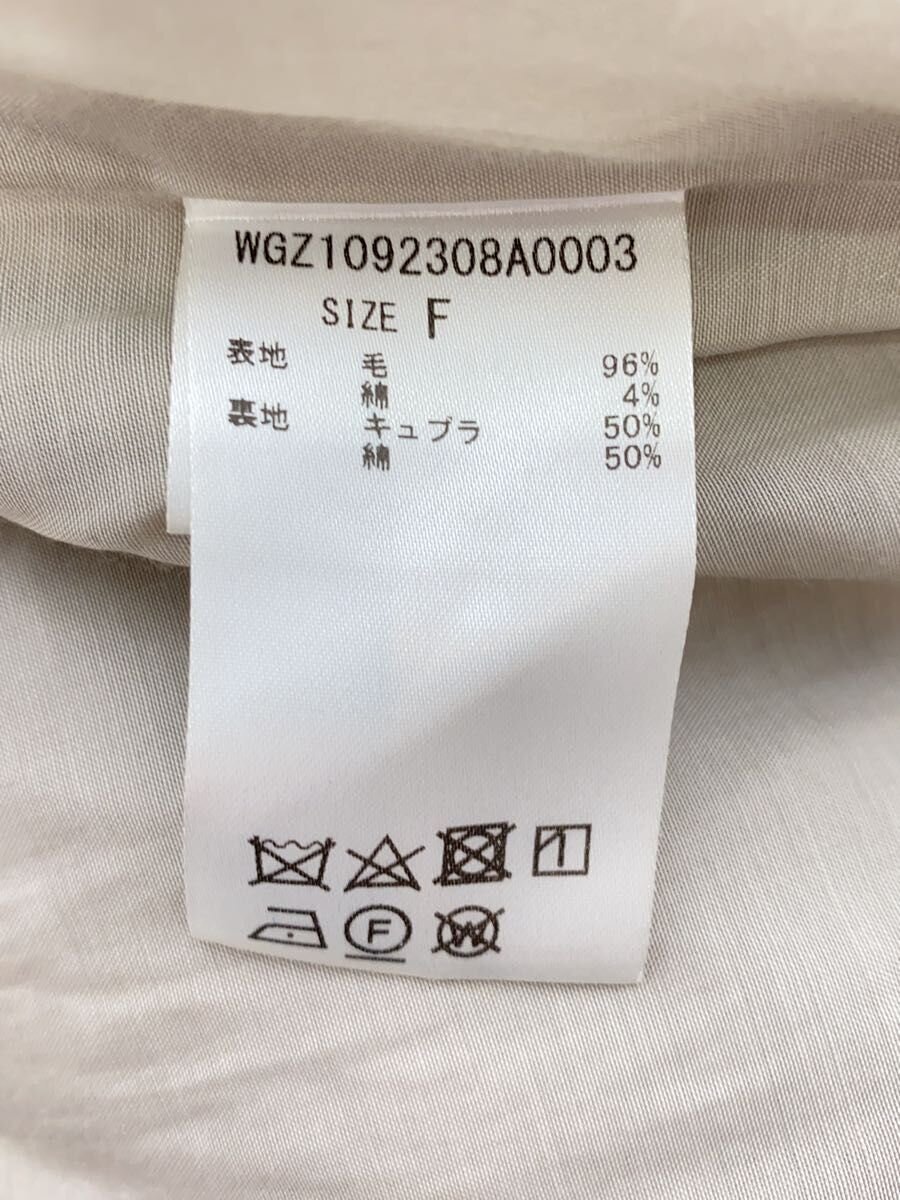 WGZ1092308A0003
SIZE F
表地 毛 96%
綿 4%
裏地 キュプラ 50%
綿 50%
F W